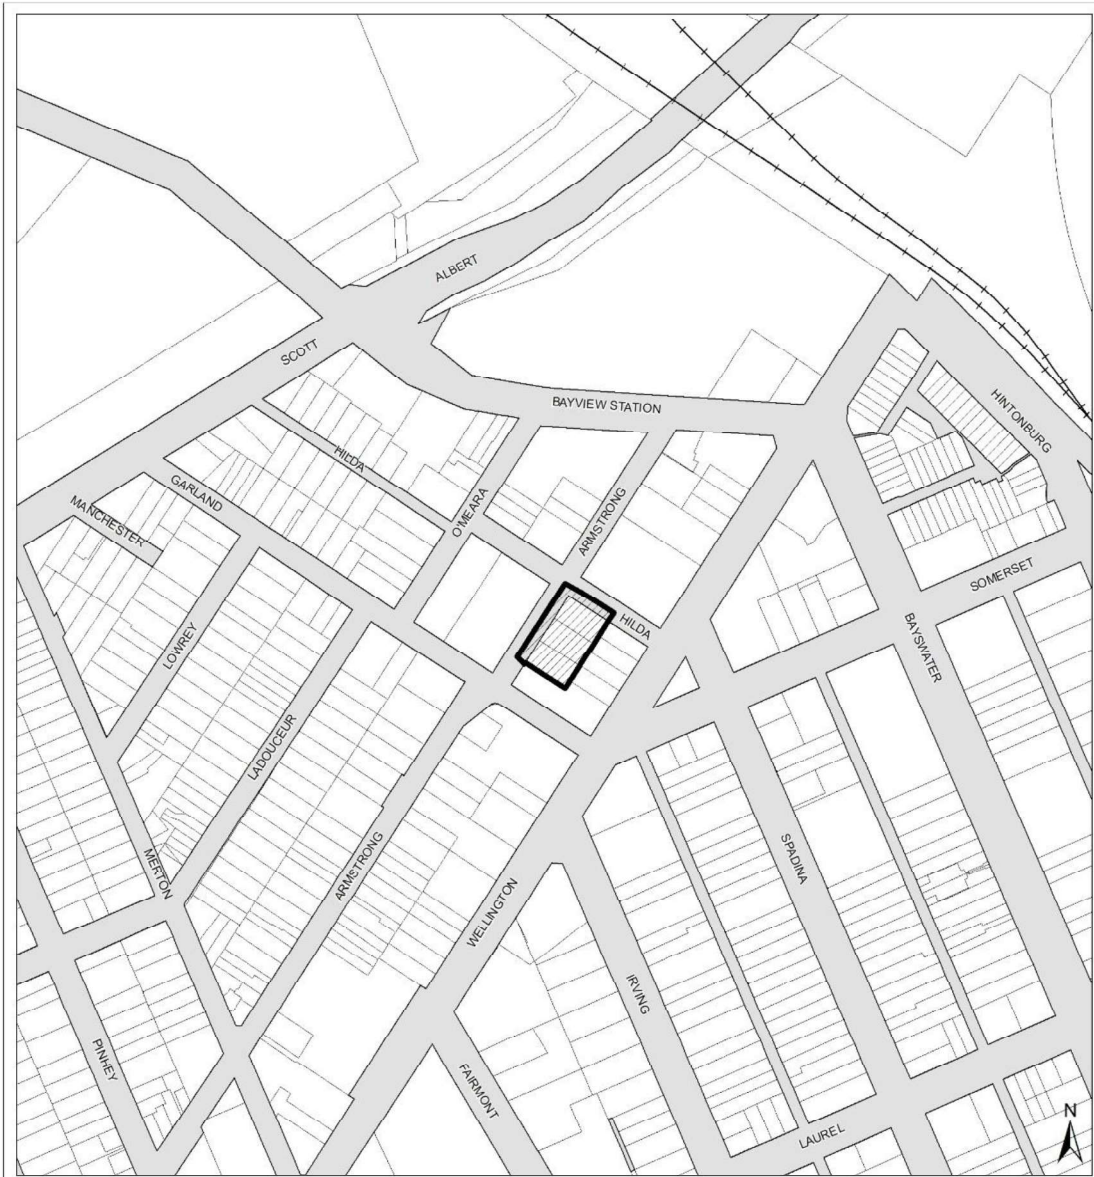 ALBERT
SCOTT
BAYVIEW STATION
HINTONBURG
HILDA
GARLAND
MANCHESTER
O'MEARA
ARMSTRONG
SOMERSET
HILDA
LOWREY
BAYSWATER
LADOUCEUR
SPADINA
ARMSTRONG
MERTON
WELLINGTON
IRVING
PINHEY
FAIRMONT
LAUREL
N